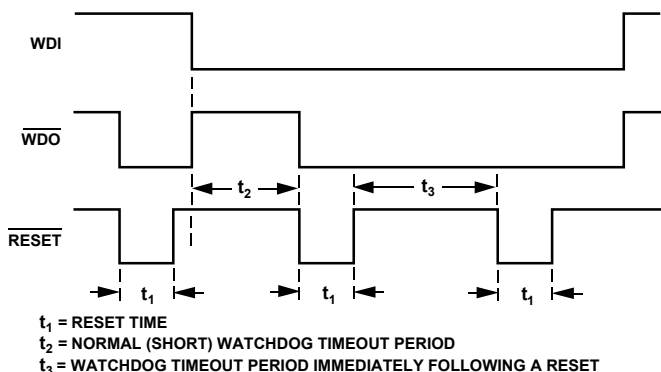 WDI
WDO
t2
t3
RESET
t1
t1
t1
t1 = RESET TIME
t2 = NORMAL (SHORT) WATCHDOG TIMEOUT PERIOD
t3 = WATCHDOG TIMEOUT PERIOD IMMEDIATELY FOLLOWING A RESET